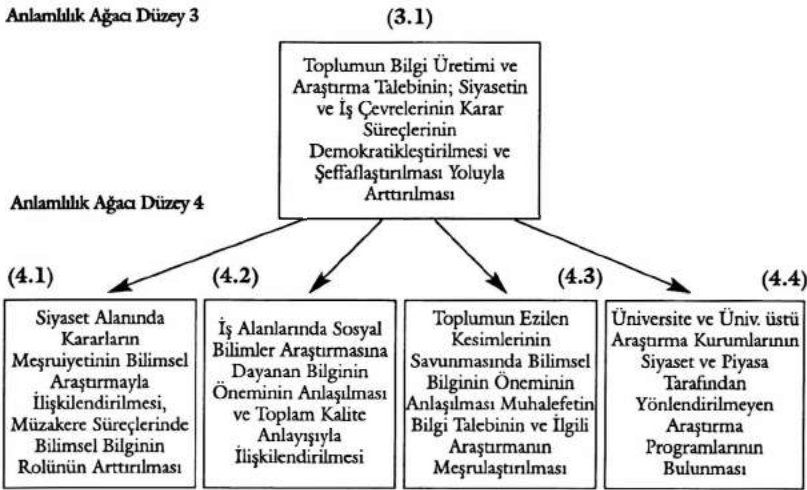 Anlamlılık Ağacı Düzey 3
(3.1)
Toplumun Bilgi Üretimi ve
Araştırma Talebinin; Siyasetin
ve İş Çevrelerinin Karar
Süreçlerinin
Demokratikleştirilmesi ve
Şeffaflaştırılması Yoluyla
Arttırılması
Anlamlılık Ağacı Düzey 4
(4.1)
Siyaset Alanında
Kararların
Meşruiyetinin Bilimsel
Araştırmayla
İlişkilendirilmesi,
Müzakere Süreçlerinde
Bilimsel Bilginin
Rolünün Arttırılması
(4.2)
İş Alanlarında Sosyal
Bilimler Araştırmasına
Dayanan Bilginin
Öneminin Anlaşılması
ve Toplam Kalite
Anlayışıyla
İlişkilendirilmesi
(4.3)
Toplumun Ezilen
Kesimlerinin
Savunmasında Bilimsel
Bilginin Öneminin
Anlaşılması Muhalefetin
Bilgi Talebinin ve İlgili
Araştırmanın
Meşrulaştırılması
(4.4)
Üniversite ve Üniv. üstü
Araştırma Kurumlarının
Siyaset ve Piyasa
Tarafından
Yönlendirilmeyen
Araştırma
Programlarının
Bulunması